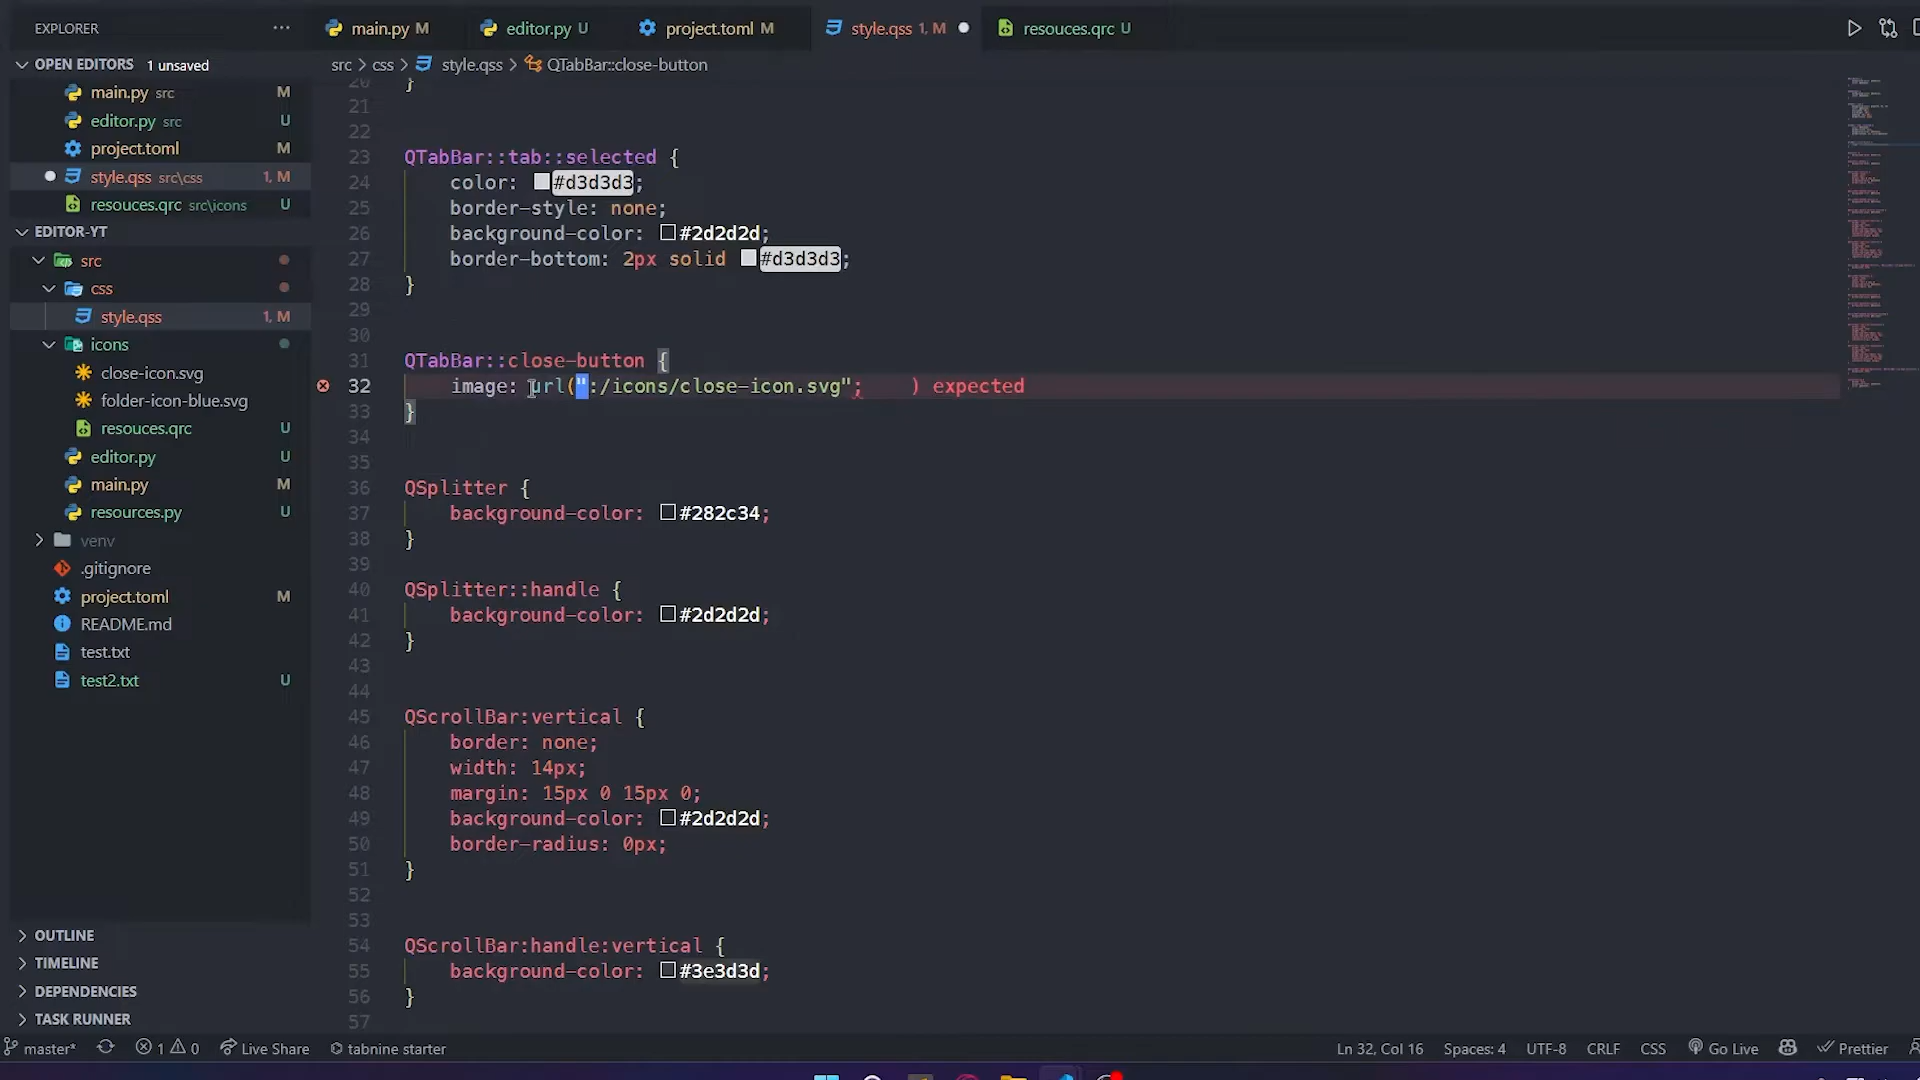 EXPLORER ···
main.py M
editor.py U
project.toml M
style.qss 1, M
resouces.qrc U
OPEN EDITORS 1 unsaved
main.py src M
editor.py src U
project.toml M
style.qss src\css 1, M
resouces.qrc src\icons U
EDITOR-YT
src
css
style.qss 1, M
icons
close-icon.svg
folder-icon-blue.svg
resouces.qrc U
editor.py U
main.py M
resources.py U
venv
.gitignore
project.toml M
README.md
test.txt
test2.txt U
OUTLINE
TIMELINE
DEPENDENCIES
TASK RUNNER
src > css > style.qss > QTabBar::close-button
20 }
21
22
23 QTabBar::tab::selected {
24 color: #d3d3d3;
25 border-style: none;
26 background-color: #2d2d2d;
27 border-bottom: 2px solid #d3d3d3;
28 }
29
30
31 QTabBar::close-button {
32 image: url(":/icons/close-icon.svg"; ) expected
33 }
34
35
36 QSplitter {
37 background-color: #282c34;
38 }
39
40 QSplitter::handle {
41 background-color: #2d2d2d;
42 }
43
44
45 QScrollBar:vertical {
46 border: none;
47 width: 14px;
48 margin: 15px 0 15px 0;
49 background-color: #2d2d2d;
50 border-radius: 0px;
51 }
52
53
54 QScrollBar:handle:vertical {
55 background-color: #3e3d3d;
56 }
57
master* 1 0 Live Share tabnine starter Ln 32, Col 16 Spaces: 4 UTF-8 CRLF CSS Go Live Prettier